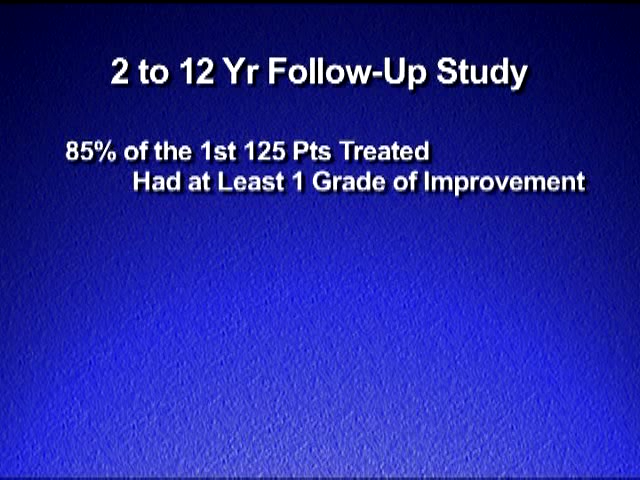 2 to 12 Yr Follow-Up Study
85% of the 1st 125 Pts Treated
Had at Least 1 Grade of Improvement